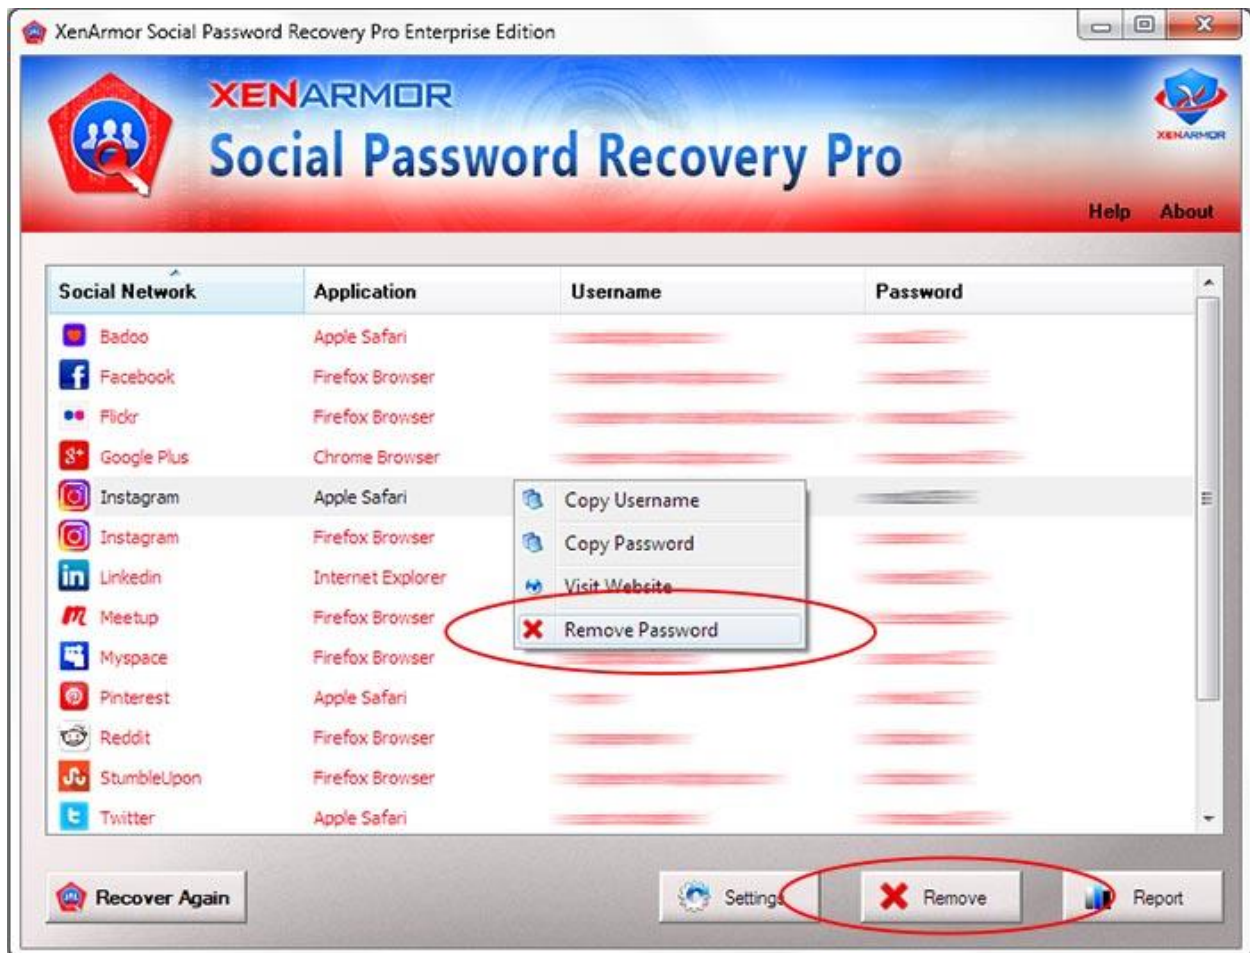 XenArmor Social Password Recovery Pro Enterprise Edition
XENARMOR
Social Password Recovery Pro
XENARMOR
Help About
Social Network Application Username Password
Badoo Apple Safari
Facebook Firefox Browser
Flickr Firefox Browser
Google Plus Chrome Browser
Instagram Apple Safari
Copy Username
Instagram Firefox Browser
Copy Password
Linkedin Internet Explorer
Visit Website
Meetup Firefox Browser
Remove Password
Myspace Firefox Browser
Pinterest Apple Safari
Reddit Firefox Browser
StumbleUpon Firefox Browser
Twitter Apple Safari
Recover Again Settings Remove Report